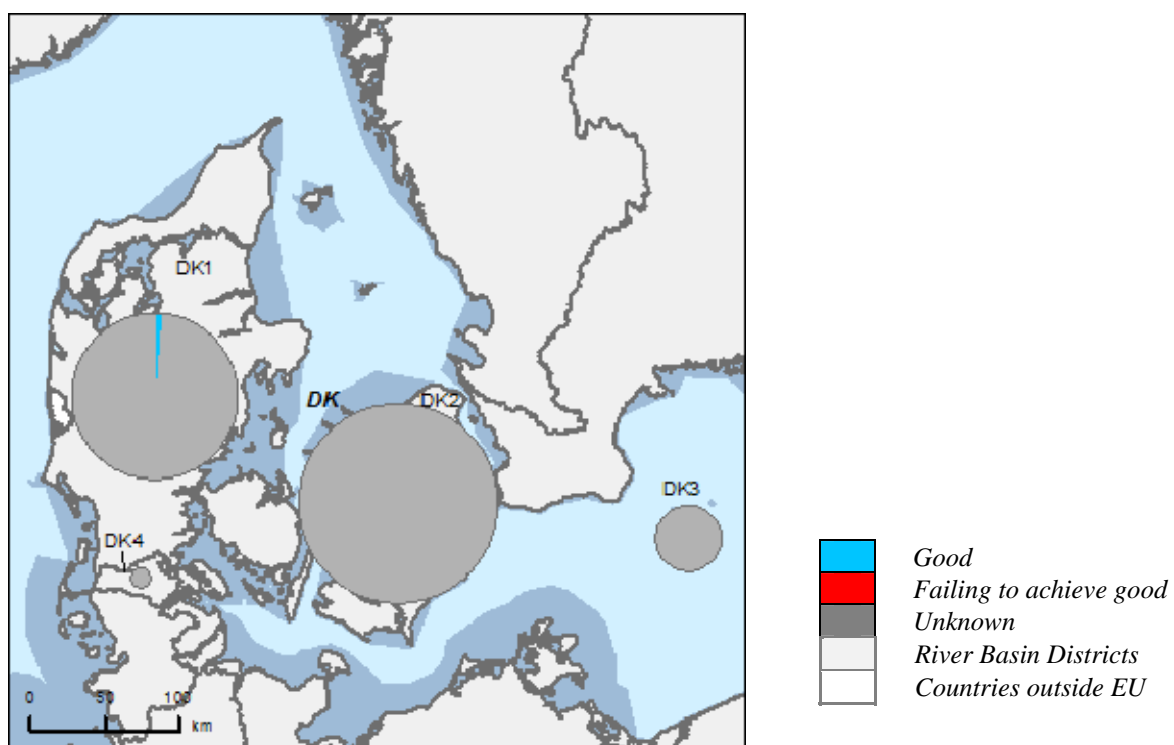 DK1
DK
DK2
DK3
DK4
0 50 100
km
Good
Failing to achieve good
Unknown
River Basin Districts
Countries outside EU